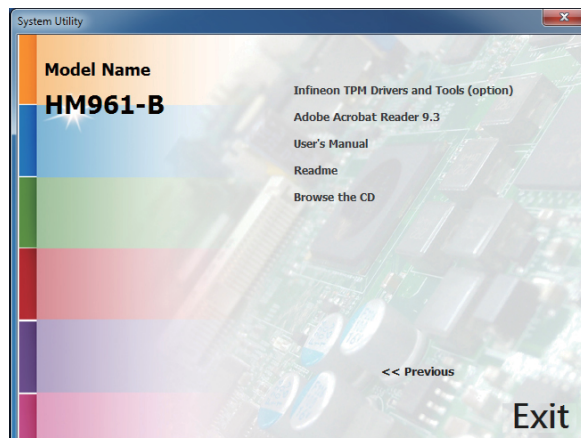 System Utility
Model Name
HM961-B
Infineon TPM Drivers and Tools (option)
Adobe Acrobat Reader 9.3
User's Manual
Readme
Browse the CD
<< Previous
Exit